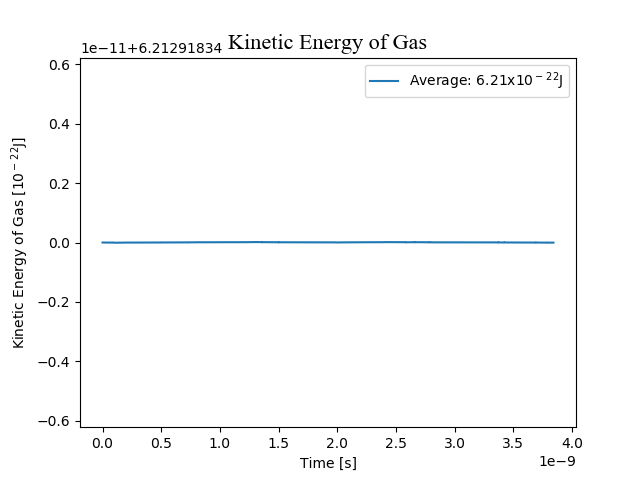 Kinetic Energy of Gas
1e−11+6.21291834
Average: 6.21x10⁻²²J
Kinetic Energy of Gas [10⁻²²J]
0.6
0.4
0.2
0.0
−0.2
−0.4
−0.6
0.0 0.5 1.0 1.5 2.0 2.5 3.0 3.5 4.0
1e−9
Time [s]